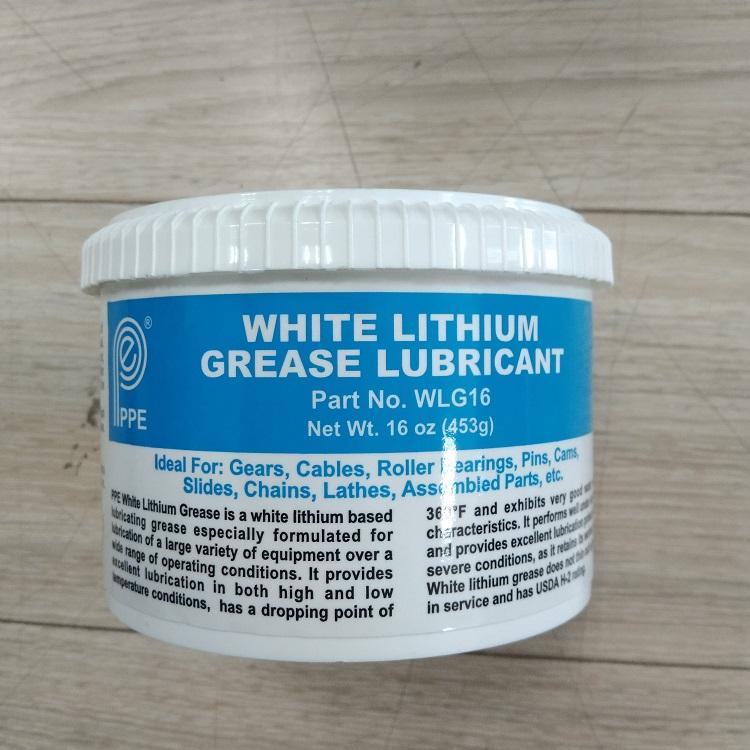 WHITE LITHIUM
GREASE LUBRICANT
Part No. WLG16
Net Wt. 16 oz (453g)
®
PPE
Ideal For: Gears, Cables, Roller Bearings, Pins, Cams,
Slides, Chains, Lathes, Assembled Parts, etc.
PPE White Lithium Grease is a white lithium based
lubricating grease especially formulated for
lubrication of a large variety of equipment over a
wide range of operating conditions. It provides
excellent lubrication in both high and low
temperature conditions, has a dropping point of
360°F and exhibits very good
characteristics. It performs well
and provides excellent lubrication
severe conditions, as it retains its
White lithium grease does not thin
in service and has USDA H-2 rating.